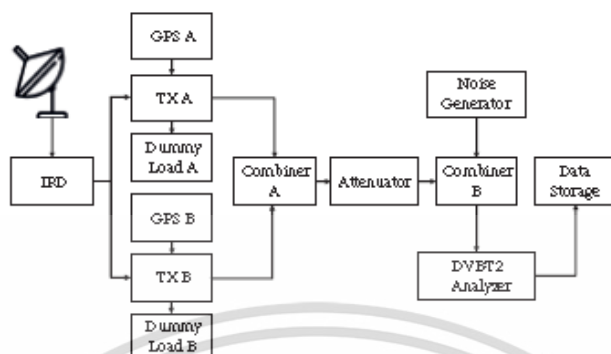 GPS A
TX A
Dummy
Load A
IRD
GPS B
TX B
Dummy
Load B
Combiner
A
Attenuator
Noise
Generator
Combiner
B
DVBT2
Analyzer
Data
Storage